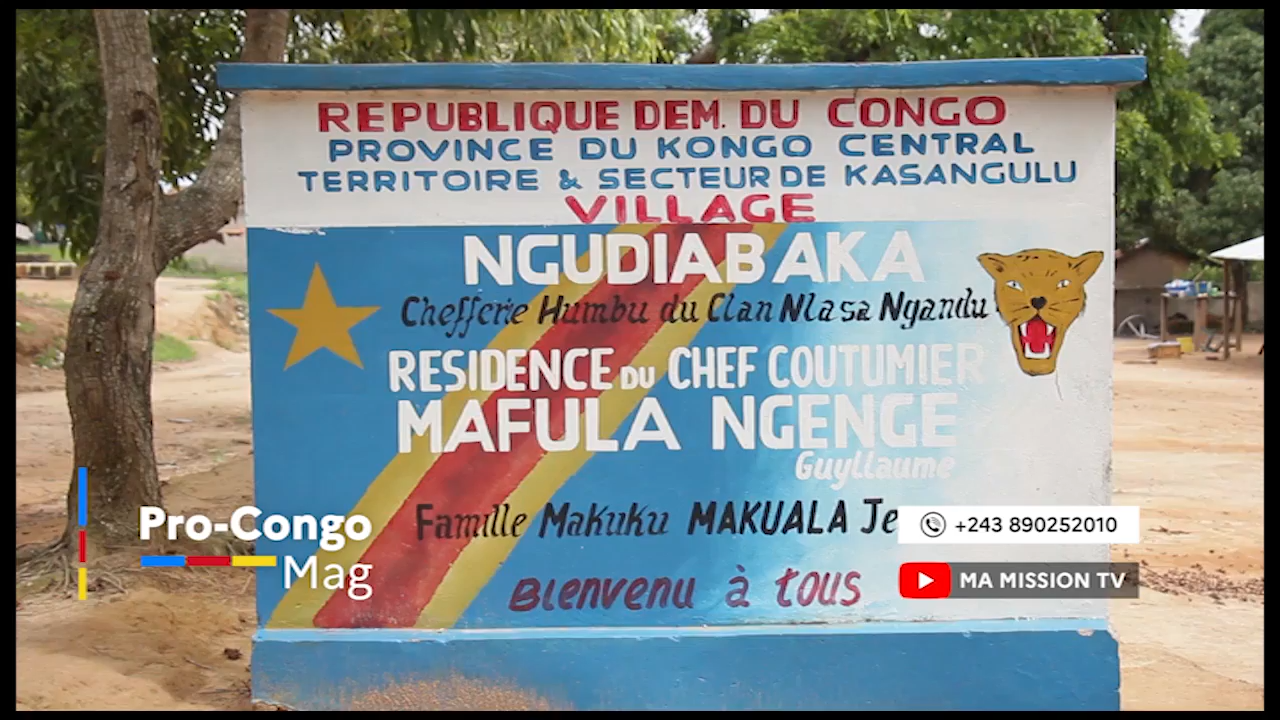 REPUBLIQUE DEM. DU CONGO
PROVINCE DU KONGO CENTRAL
TERRITOIRE & SECTEUR DE KASANGULU
VILLAGE
NGUDIABAKA
Chefferie Humbu du Clan Nlasa Ngandu
RESIDENCE DU CHEF COUTUMIER
MAFULA NGENGE
Guyllaume
Famille Makuku MAKUALA
Bienvenu à tous
Pro-Congo
Mag
+243 890252010
MA MISSION TV